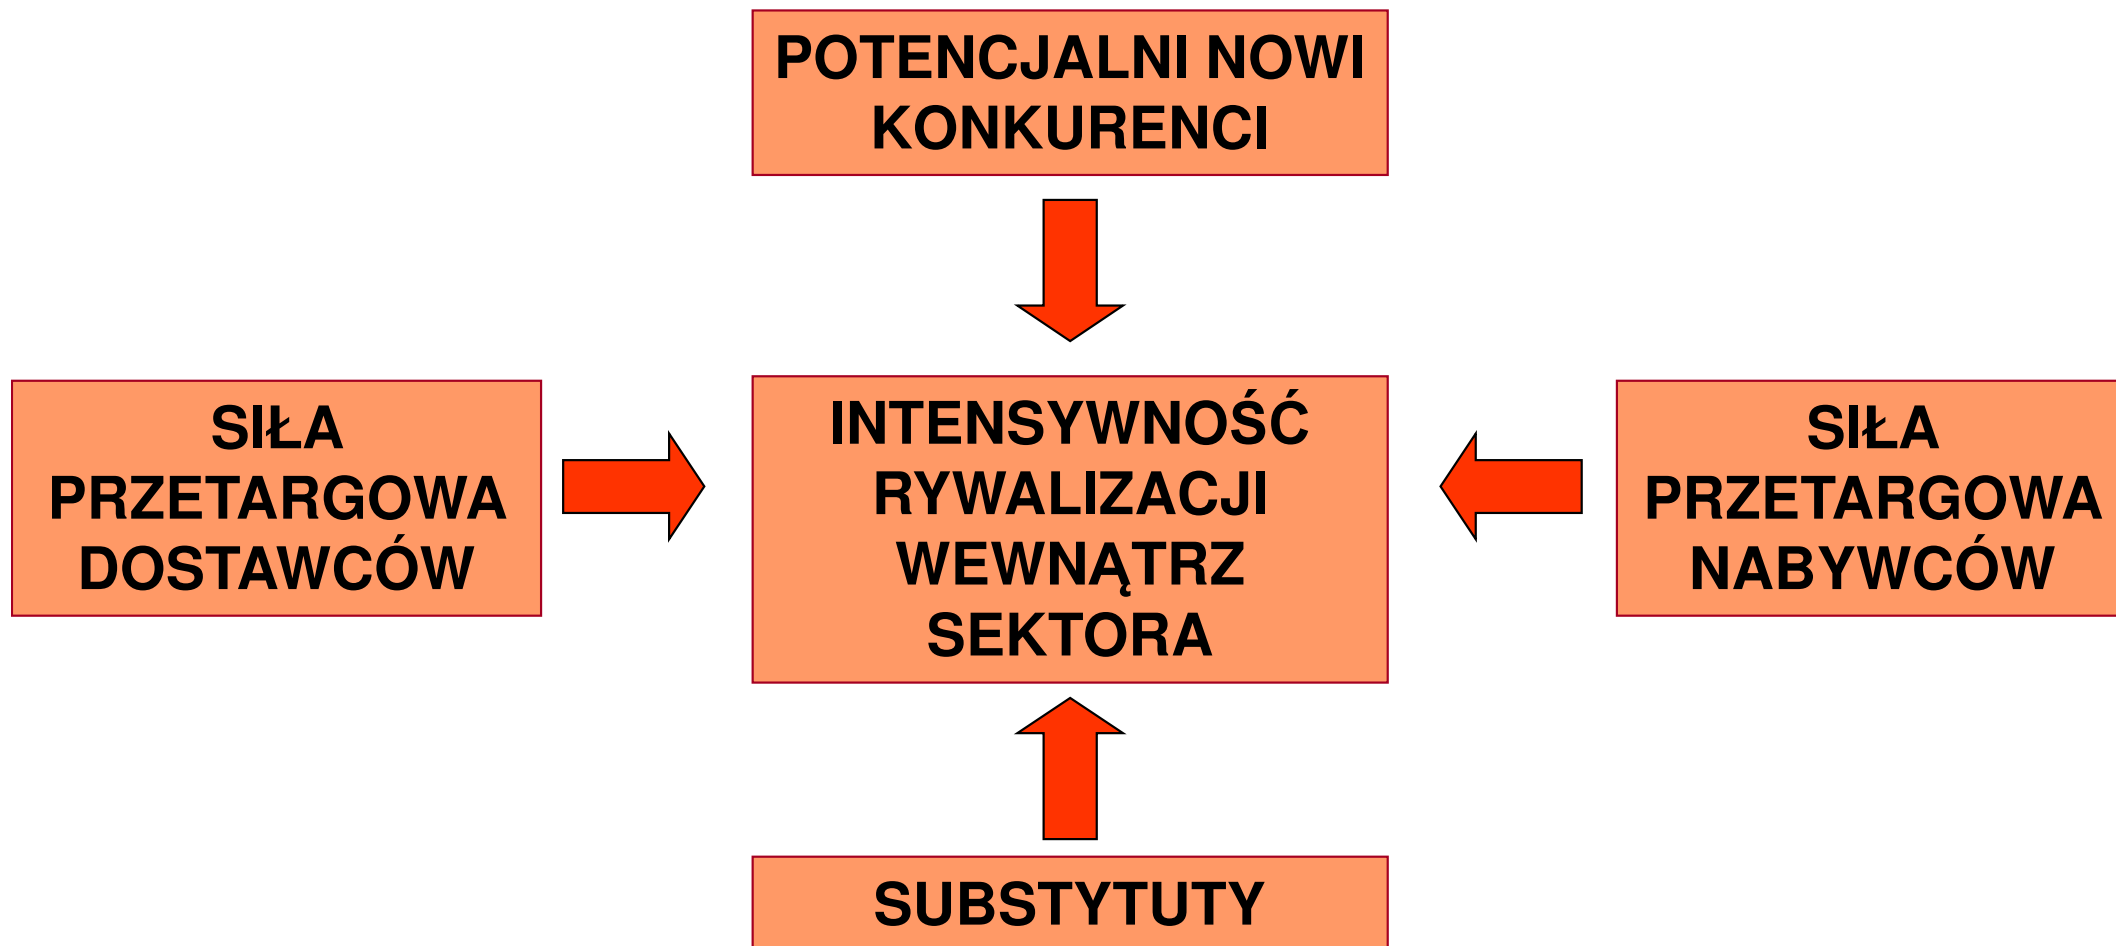 POTENCJALNI NOWI
KONKURENCI
SIŁA
PRZETARGOWA
DOSTAWCÓW
INTENSYWNOŚĆ
RYWALIZACJI
WEWNĄTRZ
SEKTORA
SIŁA
PRZETARGOWA
NABYWCÓW
SUBSTYTUTY